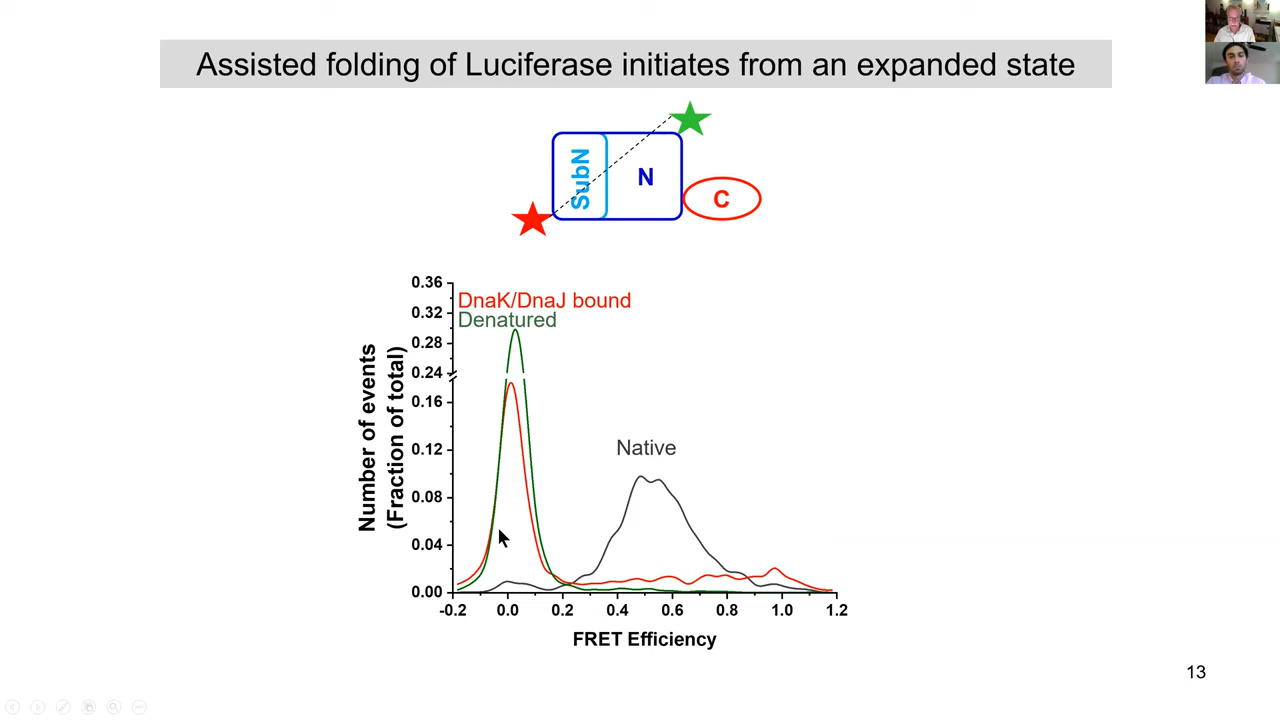 Assisted folding of Luciferase initiates from an expanded state
SubN
N
C
DnaK/DnaJ bound
Denatured
Native
Number of events
(Fraction of total)
0.36
0.32
0.28
0.24
0.16
0.12
0.08
0.04
0.00
-0.2 0.0 0.2 0.4 0.6 0.8 1.0 1.2
FRET Efficiency
13